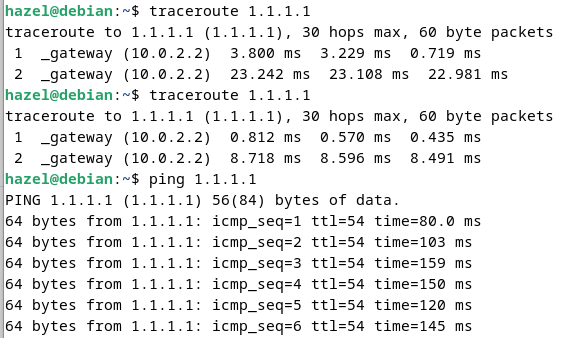 hazel@debian:~$ traceroute 1.1.1.1
traceroute to 1.1.1.1 (1.1.1.1), 30 hops max, 60 byte packets
 1  _gateway (10.0.2.2)  3.800 ms  3.229 ms  0.719 ms
 2  _gateway (10.0.2.2)  23.242 ms  23.108 ms  22.981 ms
hazel@debian:~$ traceroute 1.1.1.1
traceroute to 1.1.1.1 (1.1.1.1), 30 hops max, 60 byte packets
 1  _gateway (10.0.2.2)  0.812 ms  0.570 ms  0.435 ms
 2  _gateway (10.0.2.2)  8.718 ms  8.596 ms  8.491 ms
hazel@debian:~$ ping 1.1.1.1
PING 1.1.1.1 (1.1.1.1) 56(84) bytes of data.
64 bytes from 1.1.1.1: icmp_seq=1 ttl=54 time=80.0 ms
64 bytes from 1.1.1.1: icmp_seq=2 ttl=54 time=103 ms
64 bytes from 1.1.1.1: icmp_seq=3 ttl=54 time=159 ms
64 bytes from 1.1.1.1: icmp_seq=4 ttl=54 time=150 ms
64 bytes from 1.1.1.1: icmp_seq=5 ttl=54 time=120 ms
64 bytes from 1.1.1.1: icmp_seq=6 ttl=54 time=145 ms